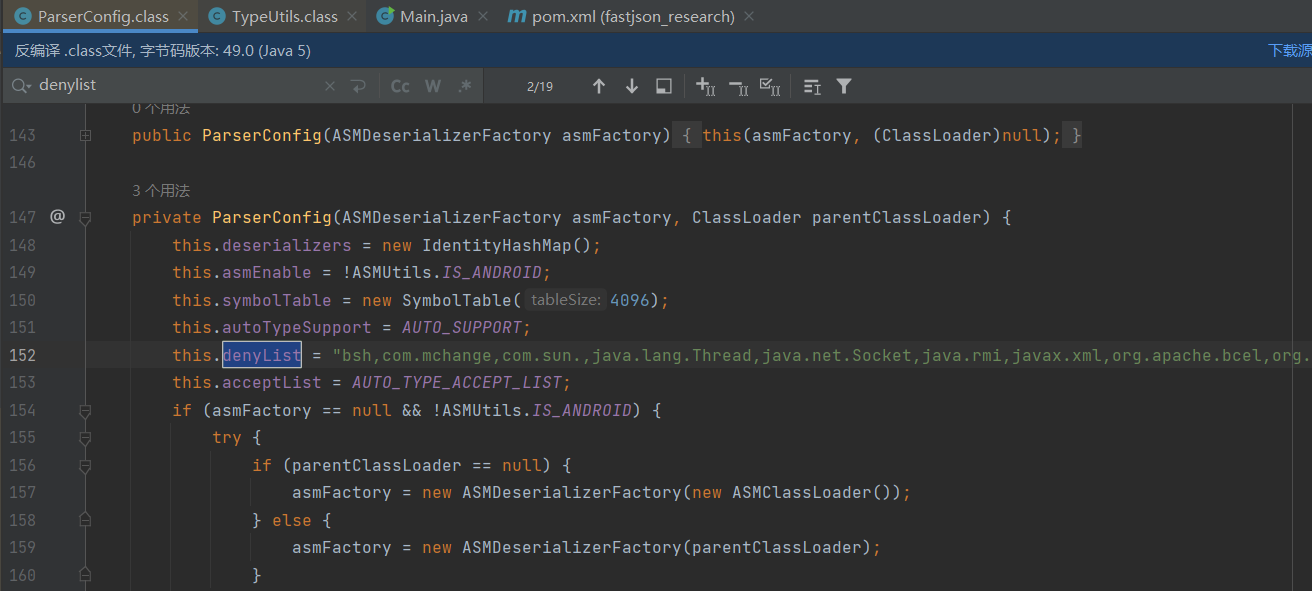 ParserConfig.class TypeUtils.class Main.java pom.xml (fastjson_research)
反编译 .class文件, 字节码版本: 49.0 (Java 5) 下载源
denylist Cc W .* 2/19
0 个用法
143 public ParserConfig(ASMDeserializerFactory asmFactory) { this(asmFactory, (ClassLoader)null); }
146
3 个用法
147 @ private ParserConfig(ASMDeserializerFactory asmFactory, ClassLoader parentClassLoader) {
148 this.deserializers = new IdentityHashMap();
149 this.asmEnable = !ASMUtils.IS_ANDROID;
150 this.symbolTable = new SymbolTable( tableSize: 4096);
151 this.autoTypeSupport = AUTO_SUPPORT;
152 this.denyList = "bsh,com.mchange,com.sun.,java.lang.Thread,java.net.Socket,java.rmi,javax.xml,org.apache.bcel,org.
153 this.acceptList = AUTO_TYPE_ACCEPT_LIST;
154 if (asmFactory == null && !ASMUtils.IS_ANDROID) {
155 try {
156 if (parentClassLoader == null) {
157 asmFactory = new ASMDeserializerFactory(new ASMClassLoader());
158 } else {
159 asmFactory = new ASMDeserializerFactory(parentClassLoader);
160 }